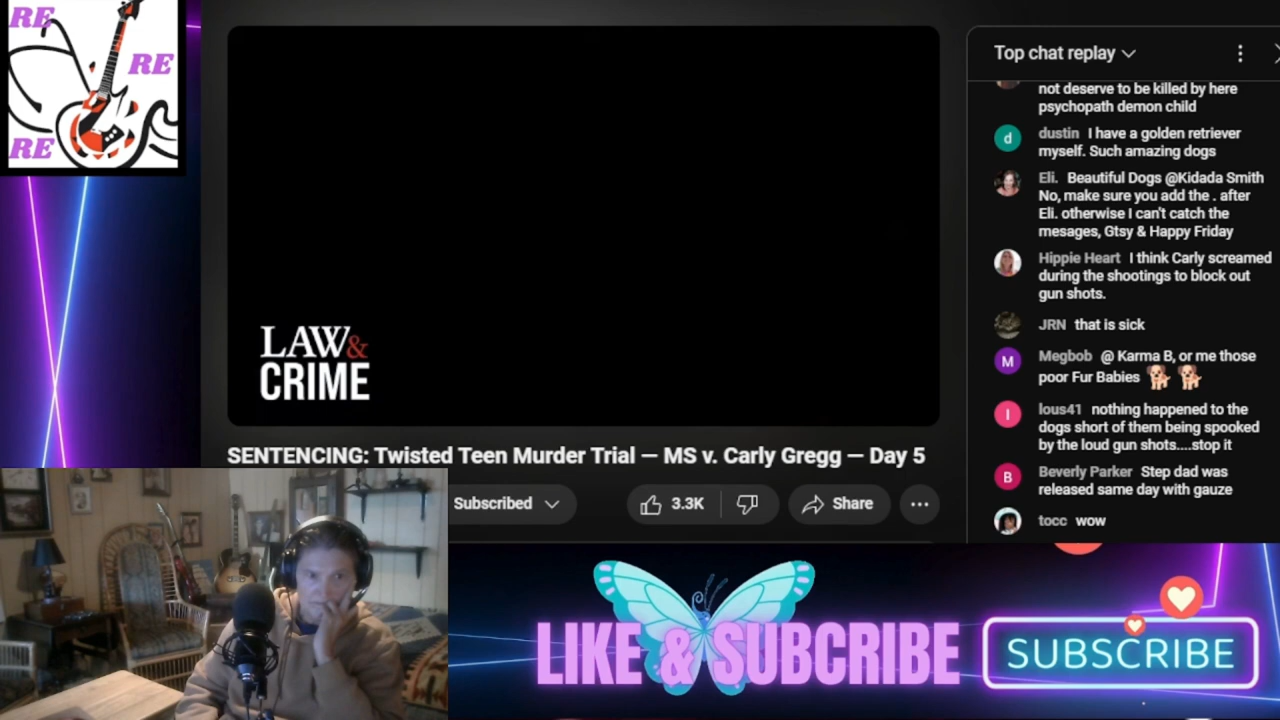 RE
RE
RE
LAW&
CRIME
SENTENCING: Twisted Teen Murder Trial — MS v. Carly Gregg — Day 5
Subscribed
3.3K
Share
Top chat replay
not deserve to be killed by here
psychopath demon child
d
dustin I have a golden retriever
myself. Such amazing dogs
Eli. Beautiful Dogs @Kidada Smith
No, make sure you add the . after
Eli. otherwise I can't catch the
mesages, Gtsy & Happy Friday
Hippie Heart I think Carly screamed
during the shootings to block out
gun shots.
JRN that is sick
M
Megbob @ Karma B, or me those
poor Fur Babies
l
lous41 nothing happened to the
dogs short of them being spooked
by the loud gun shots....stop it
B
Beverly Parker Step dad was
released same day with gauze
tocc wow
LIKE & SUBCRIBE
SUBSCRIBE